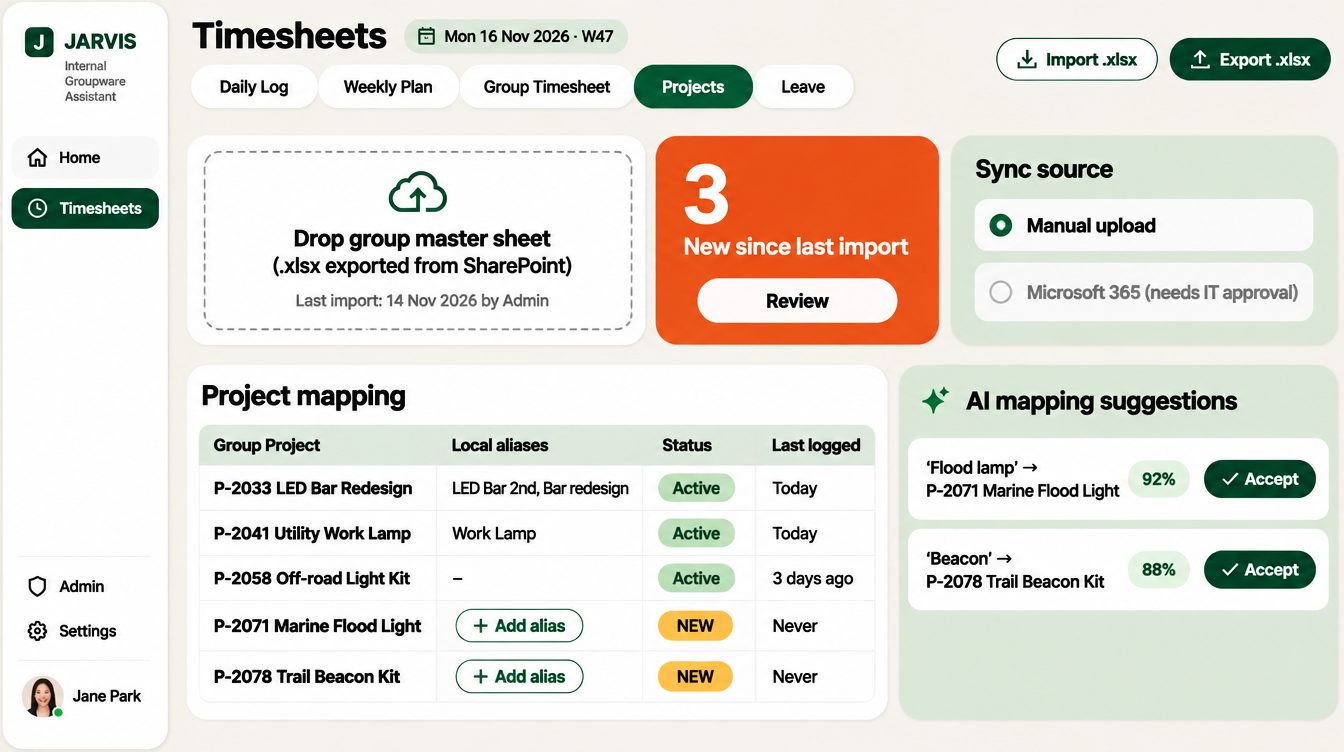 J JARVIS
Internal
Groupware
Assistant
Home
Timesheets
Admin
Settings
Jane Park
Timesheets
Mon 16 Nov 2026 · W47
Import .xlsx
Export .xlsx
Daily Log
Weekly Plan
Group Timesheet
Projects
Leave
Drop group master sheet
(.xlsx exported from SharePoint)
Last import: 14 Nov 2026 by Admin
3
New since last import
Review
Sync source
Manual upload
Microsoft 365 (needs IT approval)
Project mapping
Group Project Local aliases Status Last logged
P-2033 LED Bar Redesign LED Bar 2nd, Bar redesign Active Today
P-2041 Utility Work Lamp Work Lamp Active Today
P-2058 Off-road Light Kit – Active 3 days ago
P-2071 Marine Flood Light + Add alias NEW Never
P-2078 Trail Beacon Kit + Add alias NEW Never
AI mapping suggestions
‘Flood lamp’ →
P-2071 Marine Flood Light
92%
✓ Accept
‘Beacon’ →
P-2078 Trail Beacon Kit
88%
✓ Accept